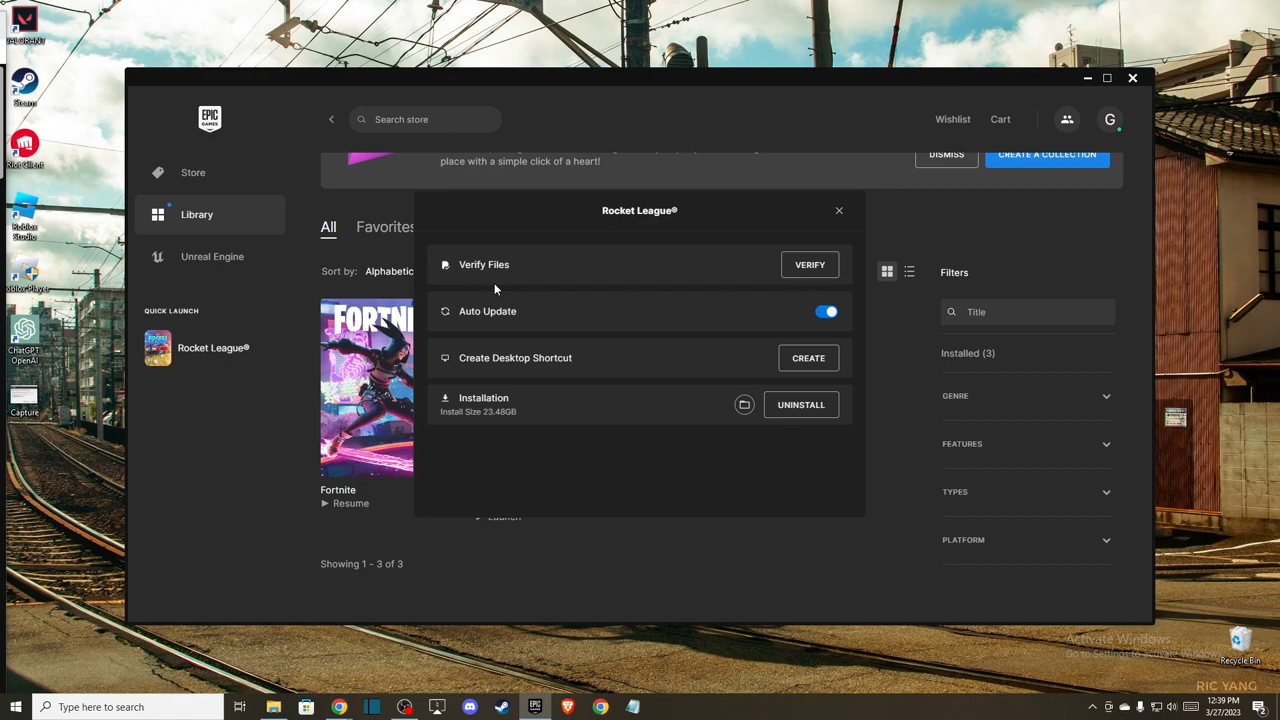 VALORANT
Steam
Riot Client
Roblox
Studio
Roblox Player
ChatGPT
OpenAI
Capture
EPIC
GAMES
Search store
Wishlist
Cart
G
Store
Library
Unreal Engine
QUICK LAUNCH
Rocket League®
place with a simple click of a heart!
DISMISS
CREATE A COLLECTION
All
Favorites
Sort by: Alphabetic
FORTN
Fortnite
Resume
Launch
Showing 1 - 3 of 3
Rocket League®
Verify Files
VERIFY
Auto Update
Create Desktop Shortcut
CREATE
Installation
Install Size 23.48GB
UNINSTALL
Filters
Title
Installed (3)
GENRE
FEATURES
TYPES
PLATFORM
Activate Windows
Go to Settings to activate Windows.
Recycle Bin
RIC YANG
Type here to search
EPIC
12:39 PM
3/27/2023
2